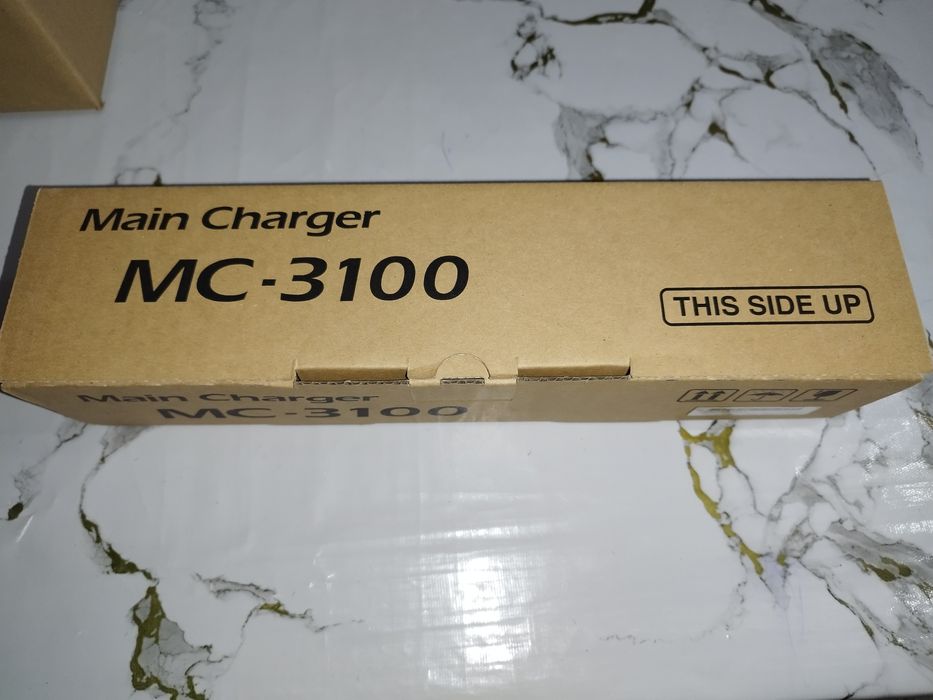 Main Charger
MC-3100
THIS SIDE UP
Main Charger
MC-3100